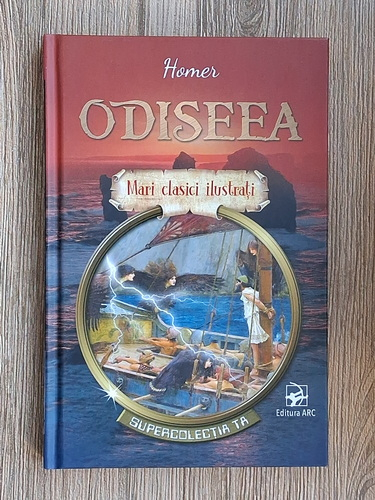 Homer
ODISEEA
Mari clasici ilustrați
Editura ARC
SUPERCOLECȚIA TA